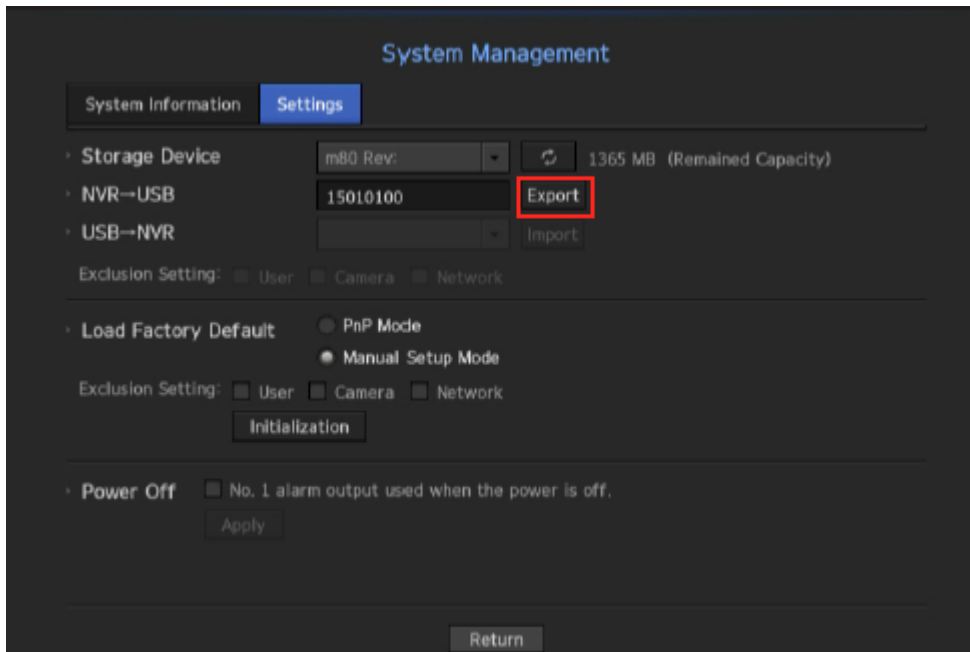 System Management
System Information Settings
Storage Device m80 Rev: 1365 MB (Remained Capacity)
NVR→USB 15010100 Export
USB→NVR Import
Exclusion Setting: User Camera Network
Load Factory Default PnP Mode
Manual Setup Mode
Exclusion Setting: User Camera Network
Initialization
Power Off No. 1 alarm output used when the power is off.
Apply
Return